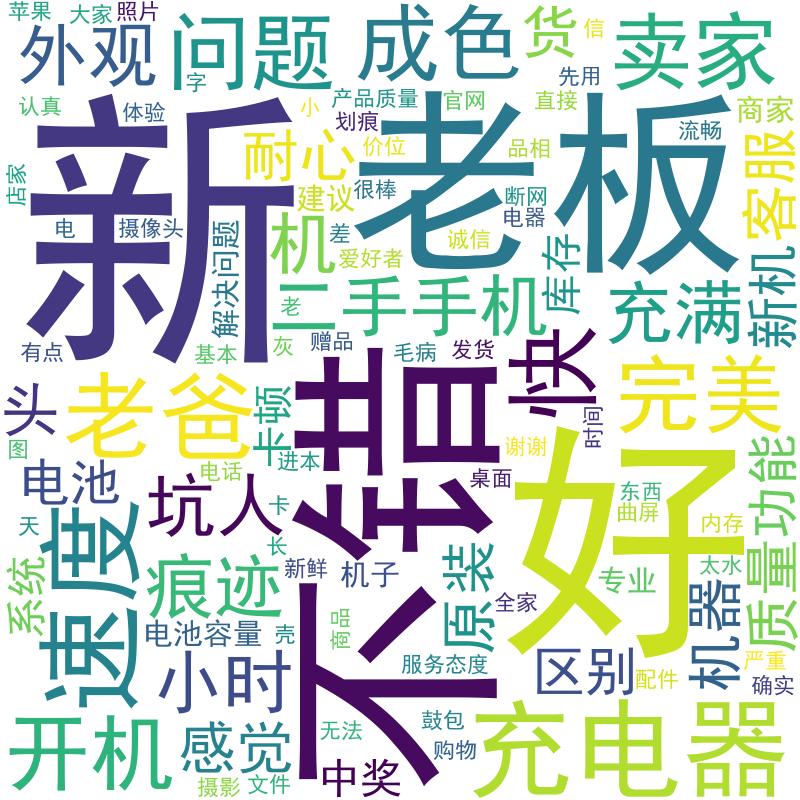 苹果
大家
照片
外观
问题
成色
货
信
卖家
字
先用
认真
体验
产品质量
官网
直接
商家
小
划痕
流畅
新
老板
耐心
价位
品相
客服
店家
建议
很棒
断网
电器
电
摄像头
解决问题
机
差
诚信
爱好者
库存
新机
二手手机
老
充满
有点
基本
灰
赠品
毛病
发货
快
不错
老爸
卡顿
完美
头
时间
图
电话
进本
谢谢
桌面
好
电池
坑人
卡
东西
曲屏
内存
质量
功能
天
速度
长
原装
太水
系统
痕迹
新鲜
机子
专业
机器
全家
电池容量
壳
商品
服务态度
区别
严重
小时
配件
确实
开机
感觉
无法
鼓包
购物
充电器
摄影
文件
中奖